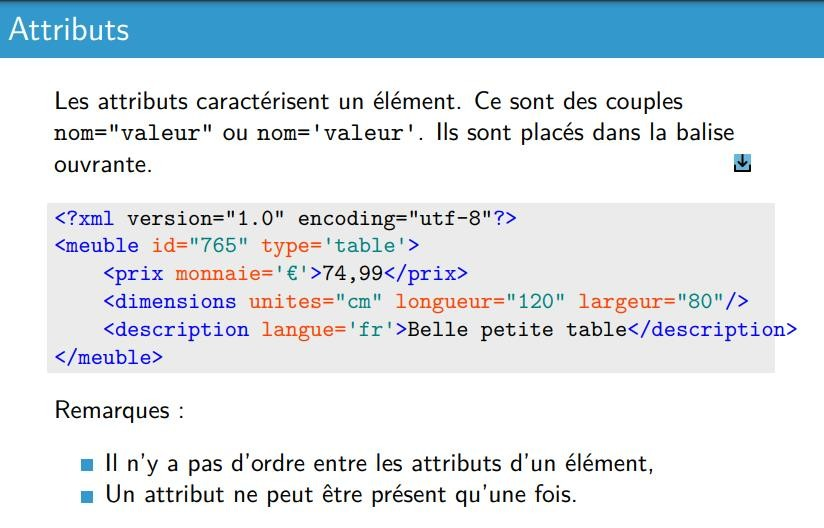 Attributs
Les attributs caractérisent un élément. Ce sont des couples
nom="valeur" ou nom='valeur'. Ils sont placés dans la balise
ouvrante.
<?xml version="1.0" encoding="utf-8"?>
<meuble id="765" type='table'>
    <prix monnaie='€'>74,99</prix>
    <dimensions unites="cm" longueur="120" largeur="80"/>
    <description langue='fr'>Belle petite table</description>
</meuble>
Remarques :
Il n'y a pas d'ordre entre les attributs d'un élément,
Un attribut ne peut être présent qu'une fois.